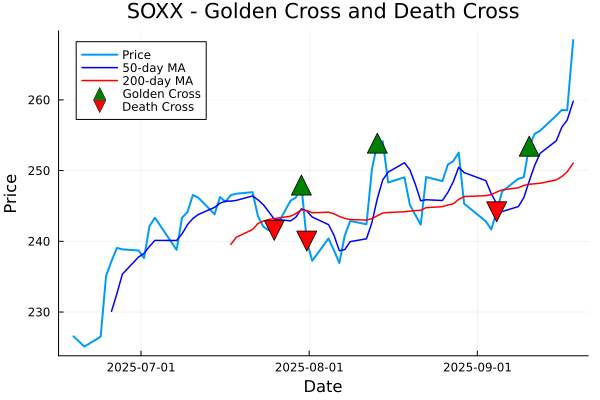 SOXX - Golden Cross and Death Cross
Price
50-day MA
200-day MA
Golden Cross
Death Cross
Price
260
250
240
230
2025-07-01
2025-08-01
2025-09-01
Date